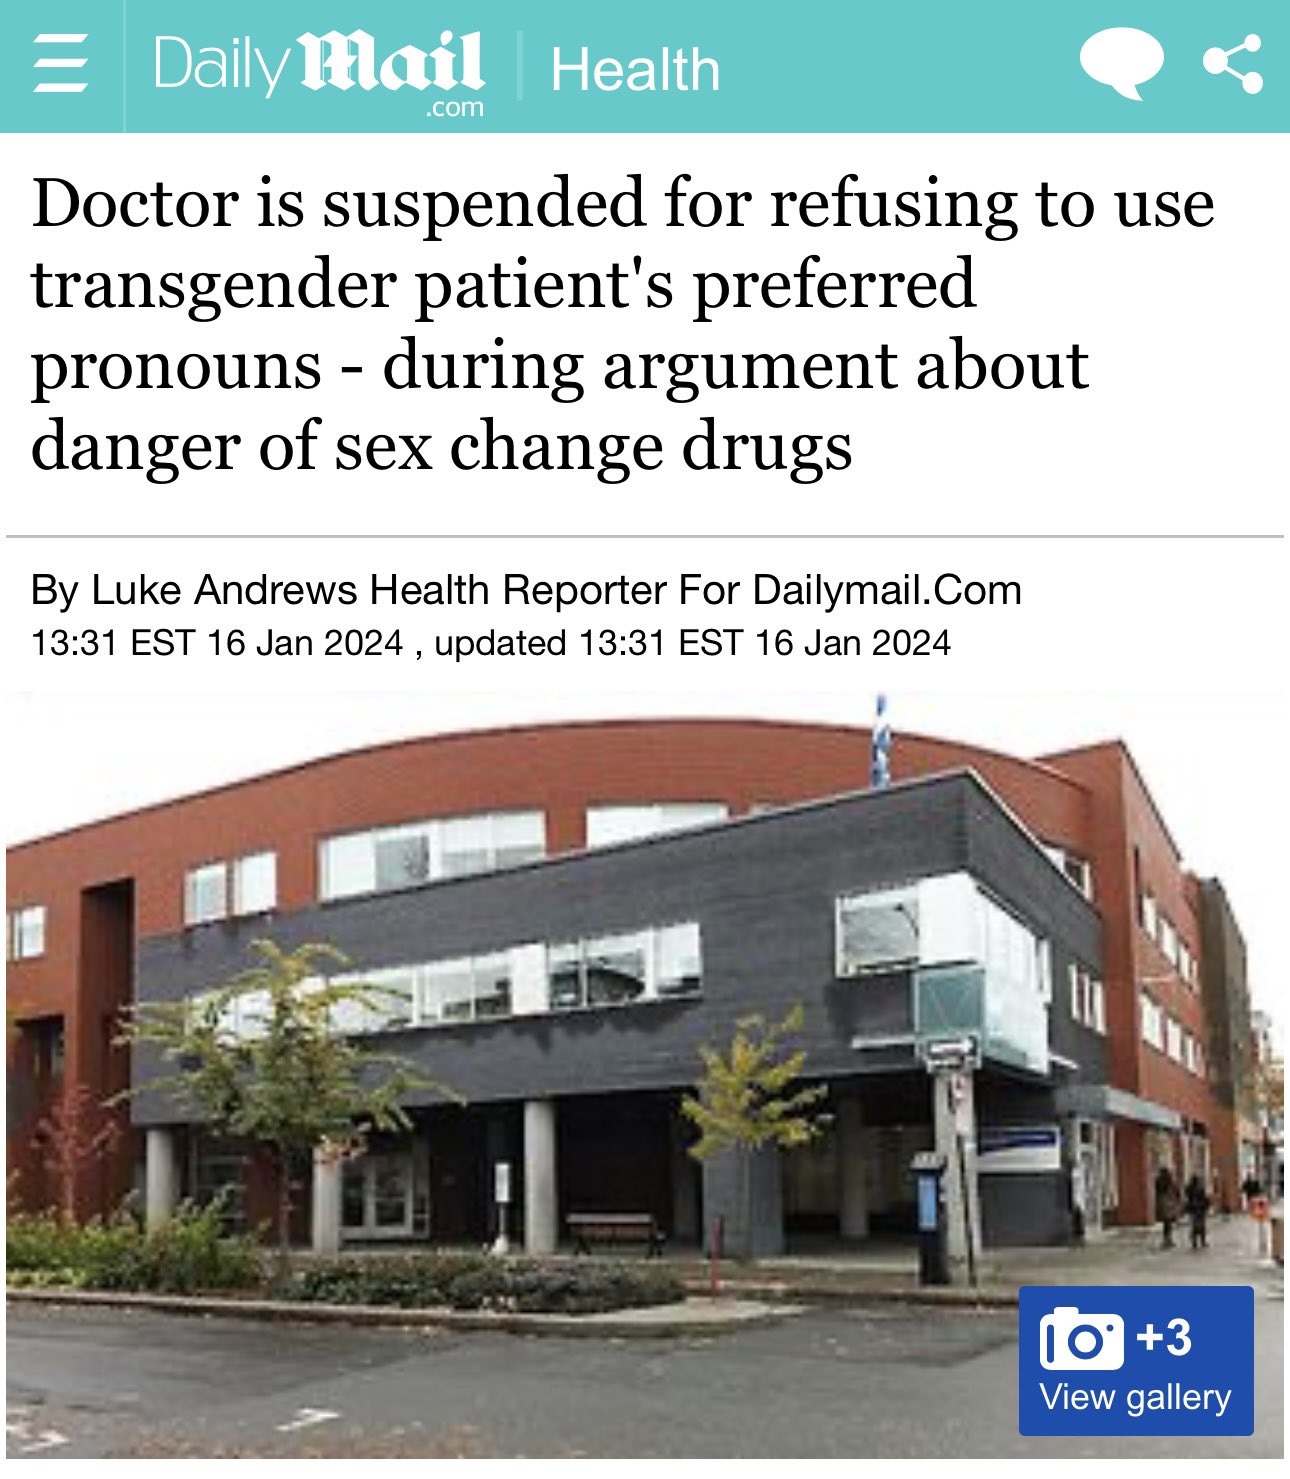 Daily Mail .com | Health
Doctor is suspended for refusing to use
transgender patient's preferred
pronouns - during argument about
danger of sex change drugs
By Luke Andrews Health Reporter For Dailymail.Com
13:31 EST 16 Jan 2024 , updated 13:31 EST 16 Jan 2024
+3
View gallery